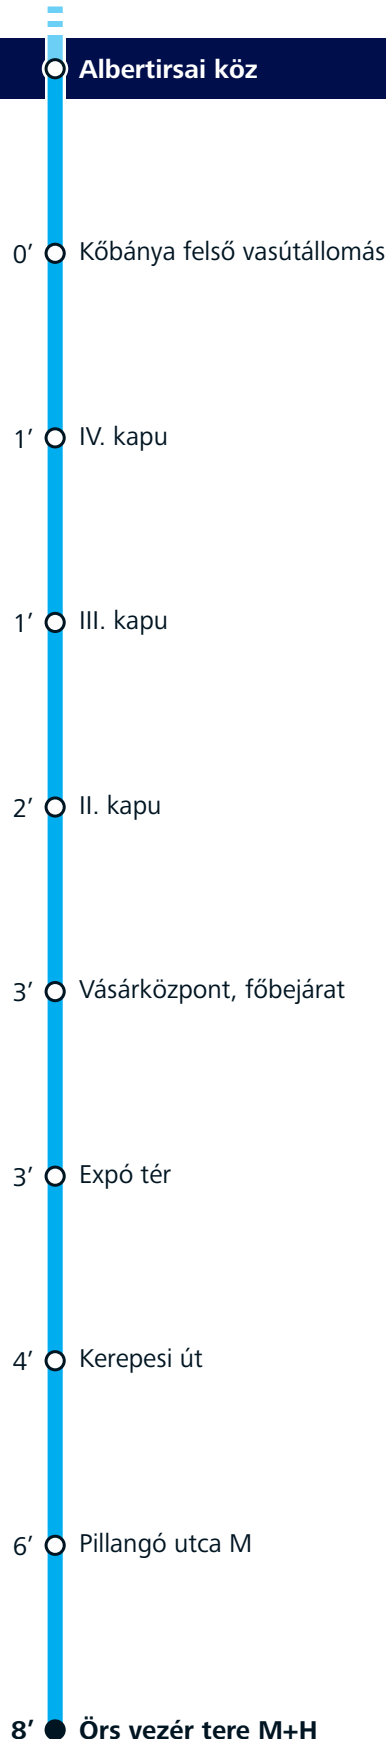 Albertirsai köz
0’ Kőbánya felső vasútállomás
1’ IV. kapu
1’ III. kapu
2’ II. kapu
3’ Vásárközpont, főbejárat
3’ Expó tér
4’ Kerepesi út
6’ Pillangó utca M
8’ Örs vezér tere M+H